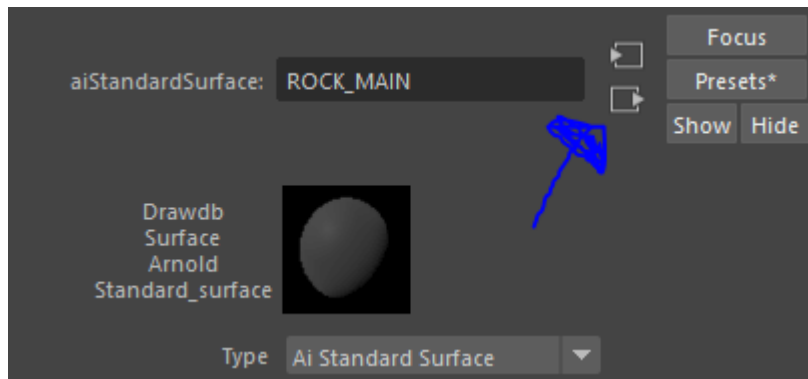 Focus
aiStandardSurface: ROCK_MAIN
Presets*
Show Hide
Drawdb
Surface
Arnold
Standard_surface
Type Ai Standard Surface